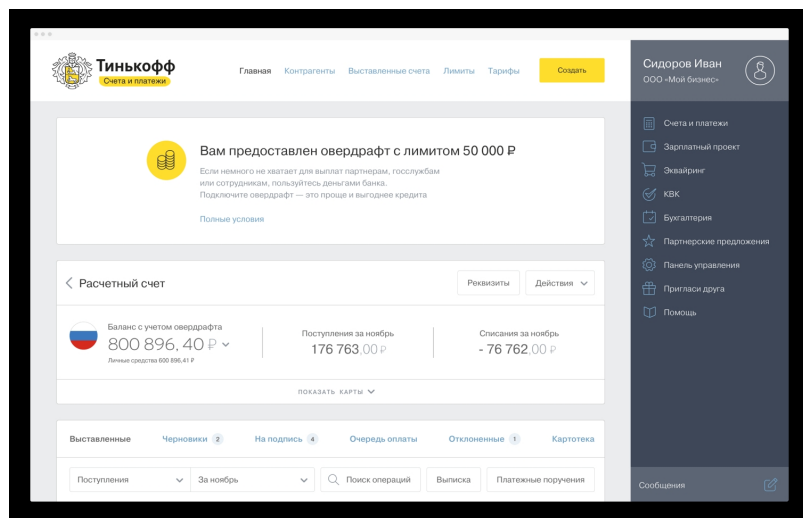 Тинькофф
Счета и платежи
Главная Контрагенты Выставленные счета Лимиты Тарифы Создать
Сидоров Иван
ООО «Мой бизнес»
Вам предоставлен овердрафт с лимитом 50 000 ₽
Если немного не хватает для выплат партнерам, госслужбам
или сотрудникам, пользуйтесь деньгами банка.
Подключите овердрафт — это проще и выгоднее кредита
Полные условия
Расчетный счет Реквизиты Действия
Баланс с учетом овердрафта
800 896, 40 ₽
Личные средства 600 896,41 ₽
Поступления за ноябрь
176 763,00 ₽
Списания за ноябрь
- 76 762,00 ₽
ПОКАЗАТЬ КАРТЫ
Выставленные Черновики 2 На подпись 4 Очередь оплаты Отклоненные 1 Картотека
Поступления За ноябрь Поиск операций Выписка Платежные поручения
Счета и платежи
Зарплатный проект
Эквайринг
КВК
Бухгалтерия
Партнерские предложения
Панель управления
Пригласи друга
Помощь
Сообщения